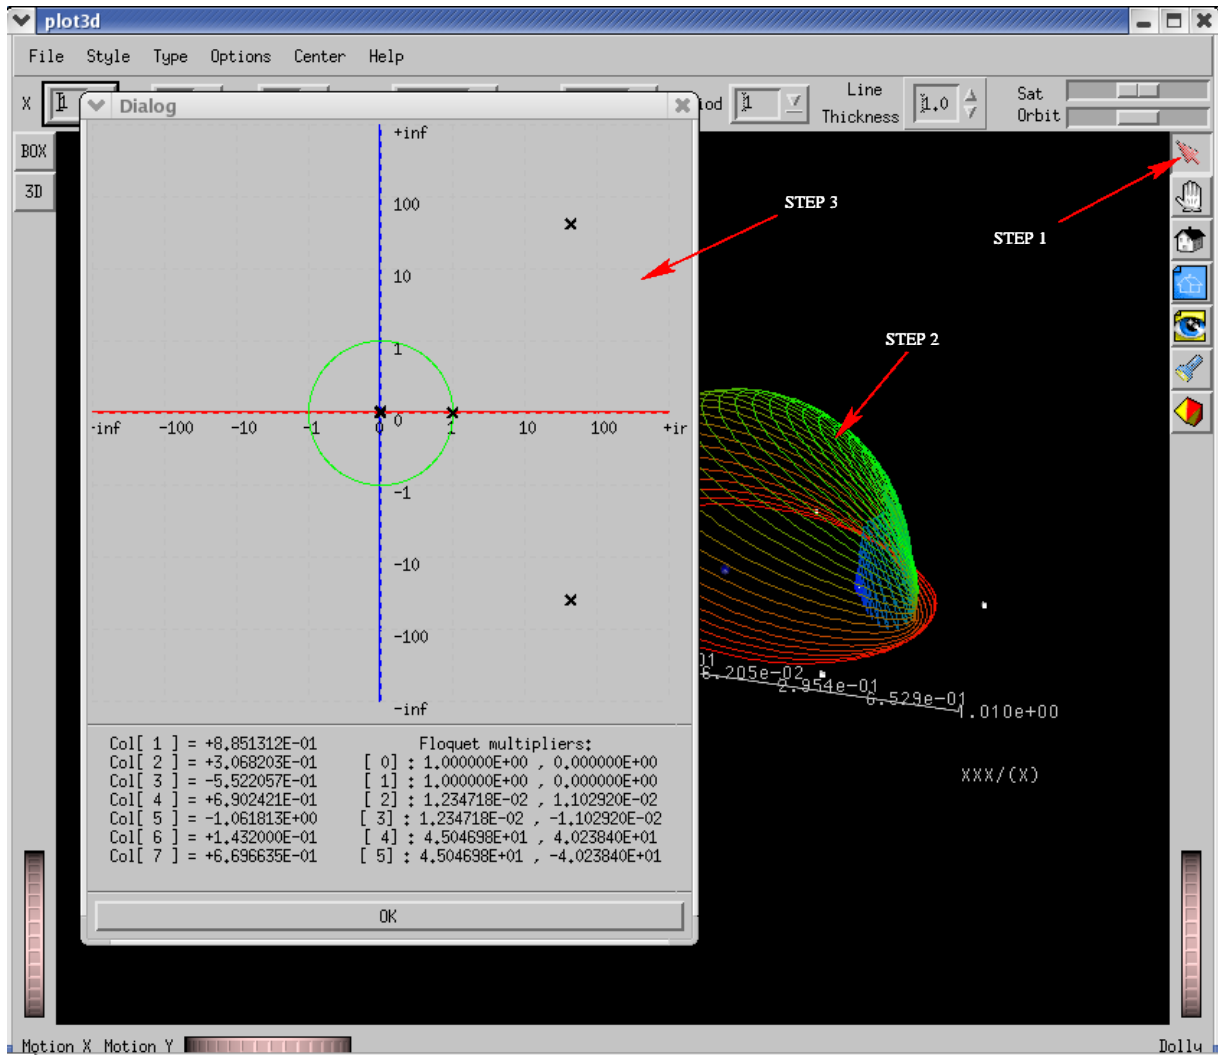 plot3d
File Style Type Options Center Help
X 1 iod 1 Line Thickness 1.0 Sat Orbit
Dialog
BOX
3D
STEP 1
STEP 2
STEP 3
+inf
100
10
1
0
-inf -100 -10 -1 0 1 10 100 +ir
-1
-10
-100
-inf
6.205e-02
2.954e-01
6.529e-01
1.010e+00
XXX/(X)
Col[ 1 ] = +8.851312E-01
Col[ 2 ] = +3.068203E-01
Col[ 3 ] = -5.522057E-01
Col[ 4 ] = +6.902421E-01
Col[ 5 ] = -1.061813E+00
Col[ 6 ] = +1.432000E-01
Col[ 7 ] = +6.696635E-01
Floquet multipliers:
[ 0] : 1.000000E+00 , 0.000000E+00
[ 1] : 1.000000E+00 , 0.000000E+00
[ 2] : 1.234718E-02 , 1.102920E-02
[ 3] : 1.234718E-02 , -1.102920E-02
[ 4] : 4.504698E+01 , 4.023840E+01
[ 5] : 4.504698E+01 , -4.023840E+01
OK
Motion X Motion Y Dolly